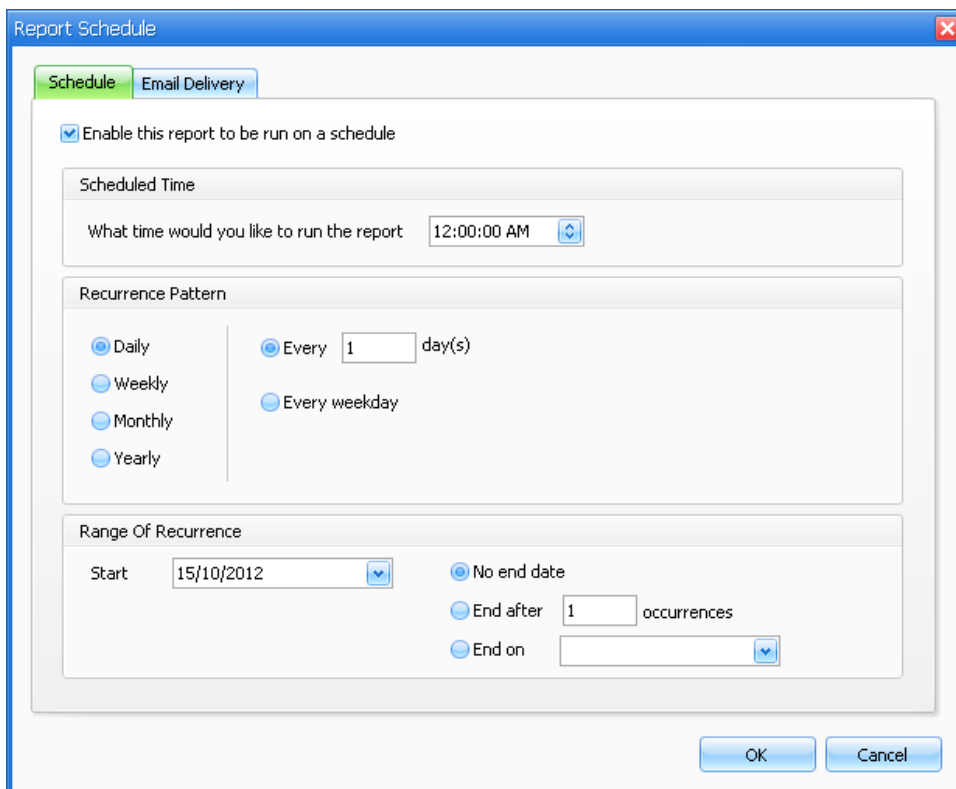 Report Schedule
Schedule Email Delivery
Enable this report to be run on a schedule
Scheduled Time
What time would you like to run the report 12:00:00 AM
Recurrence Pattern
Daily Every 1 day(s)
Weekly
Every weekday
Monthly
Yearly
Range Of Recurrence
Start 15/10/2012 No end date
End after 1 occurrences
End on
OK Cancel